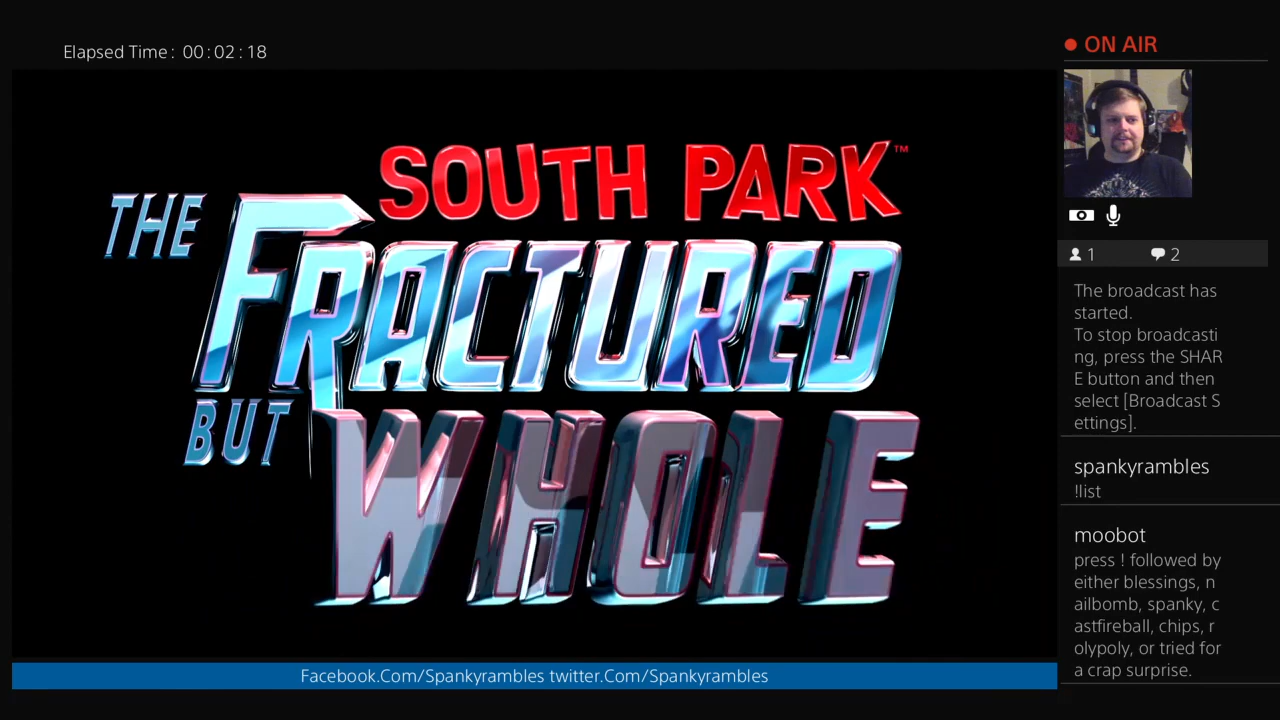 Elapsed Time: 00:02:18
ON AIR
SOUTH PARK™
THE FRACTURED
BUT WHOLE
1 2
The broadcast has
started.
To stop broadcasti
ng, press the SHAR
E button and then
select [Broadcast S
ettings].
spankyrambles
!list
moobot
press ! followed by
either blessings, n
ailbomb, spanky, c
astfireball, chips, r
olypoly, or tried for
a crap surprise.
Facebook.Com/Spankyrambles twitter.Com/Spankyrambles